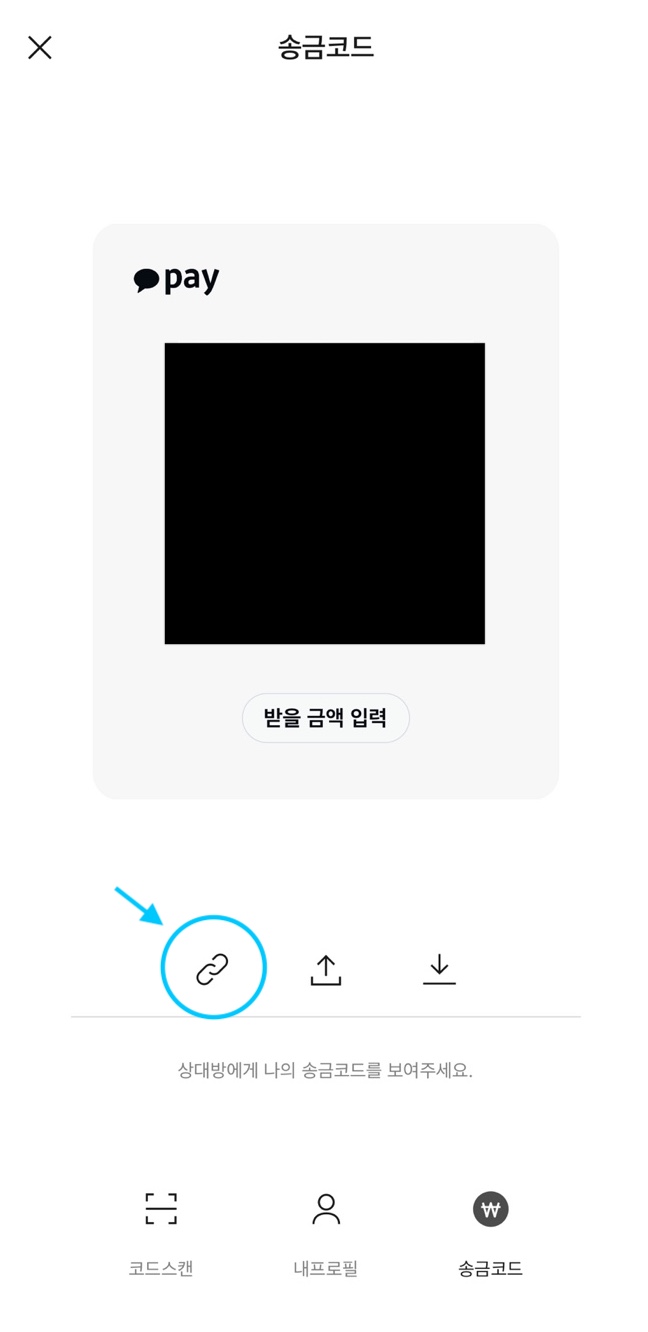 송금코드
pay
받을 금액 입력
상대방에게 나의 송금코드를 보여주세요.
₩
코드스캔 내프로필 송금코드